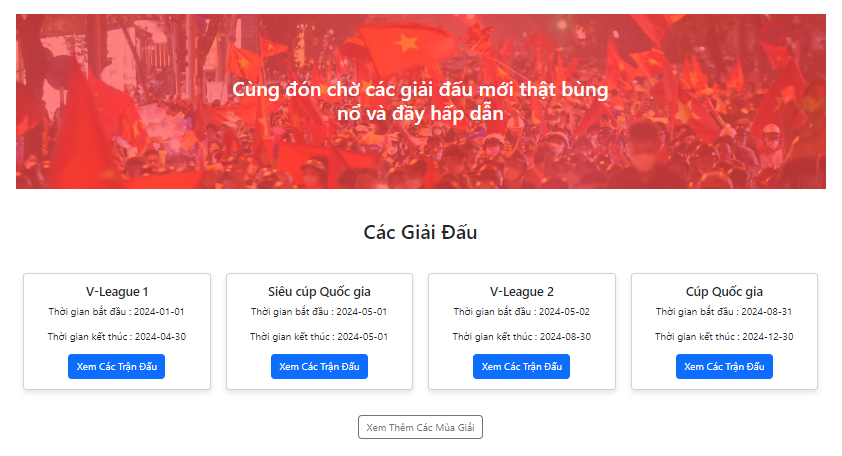 Cùng đón chờ các giải đấu mới thật bùng
nổ và đầy hấp dẫn
Các Giải Đấu
V-League 1
Thời gian bắt đầu : 2024-01-01
Thời gian kết thúc : 2024-04-30
Xem Các Trận Đấu
Siêu cúp Quốc gia
Thời gian bắt đầu : 2024-05-01
Thời gian kết thúc : 2024-05-01
Xem Các Trận Đấu
V-League 2
Thời gian bắt đầu : 2024-05-02
Thời gian kết thúc : 2024-08-30
Xem Các Trận Đấu
Cúp Quốc gia
Thời gian bắt đầu : 2024-08-31
Thời gian kết thúc : 2024-12-30
Xem Các Trận Đấu
Xem Thêm Các Mùa Giải